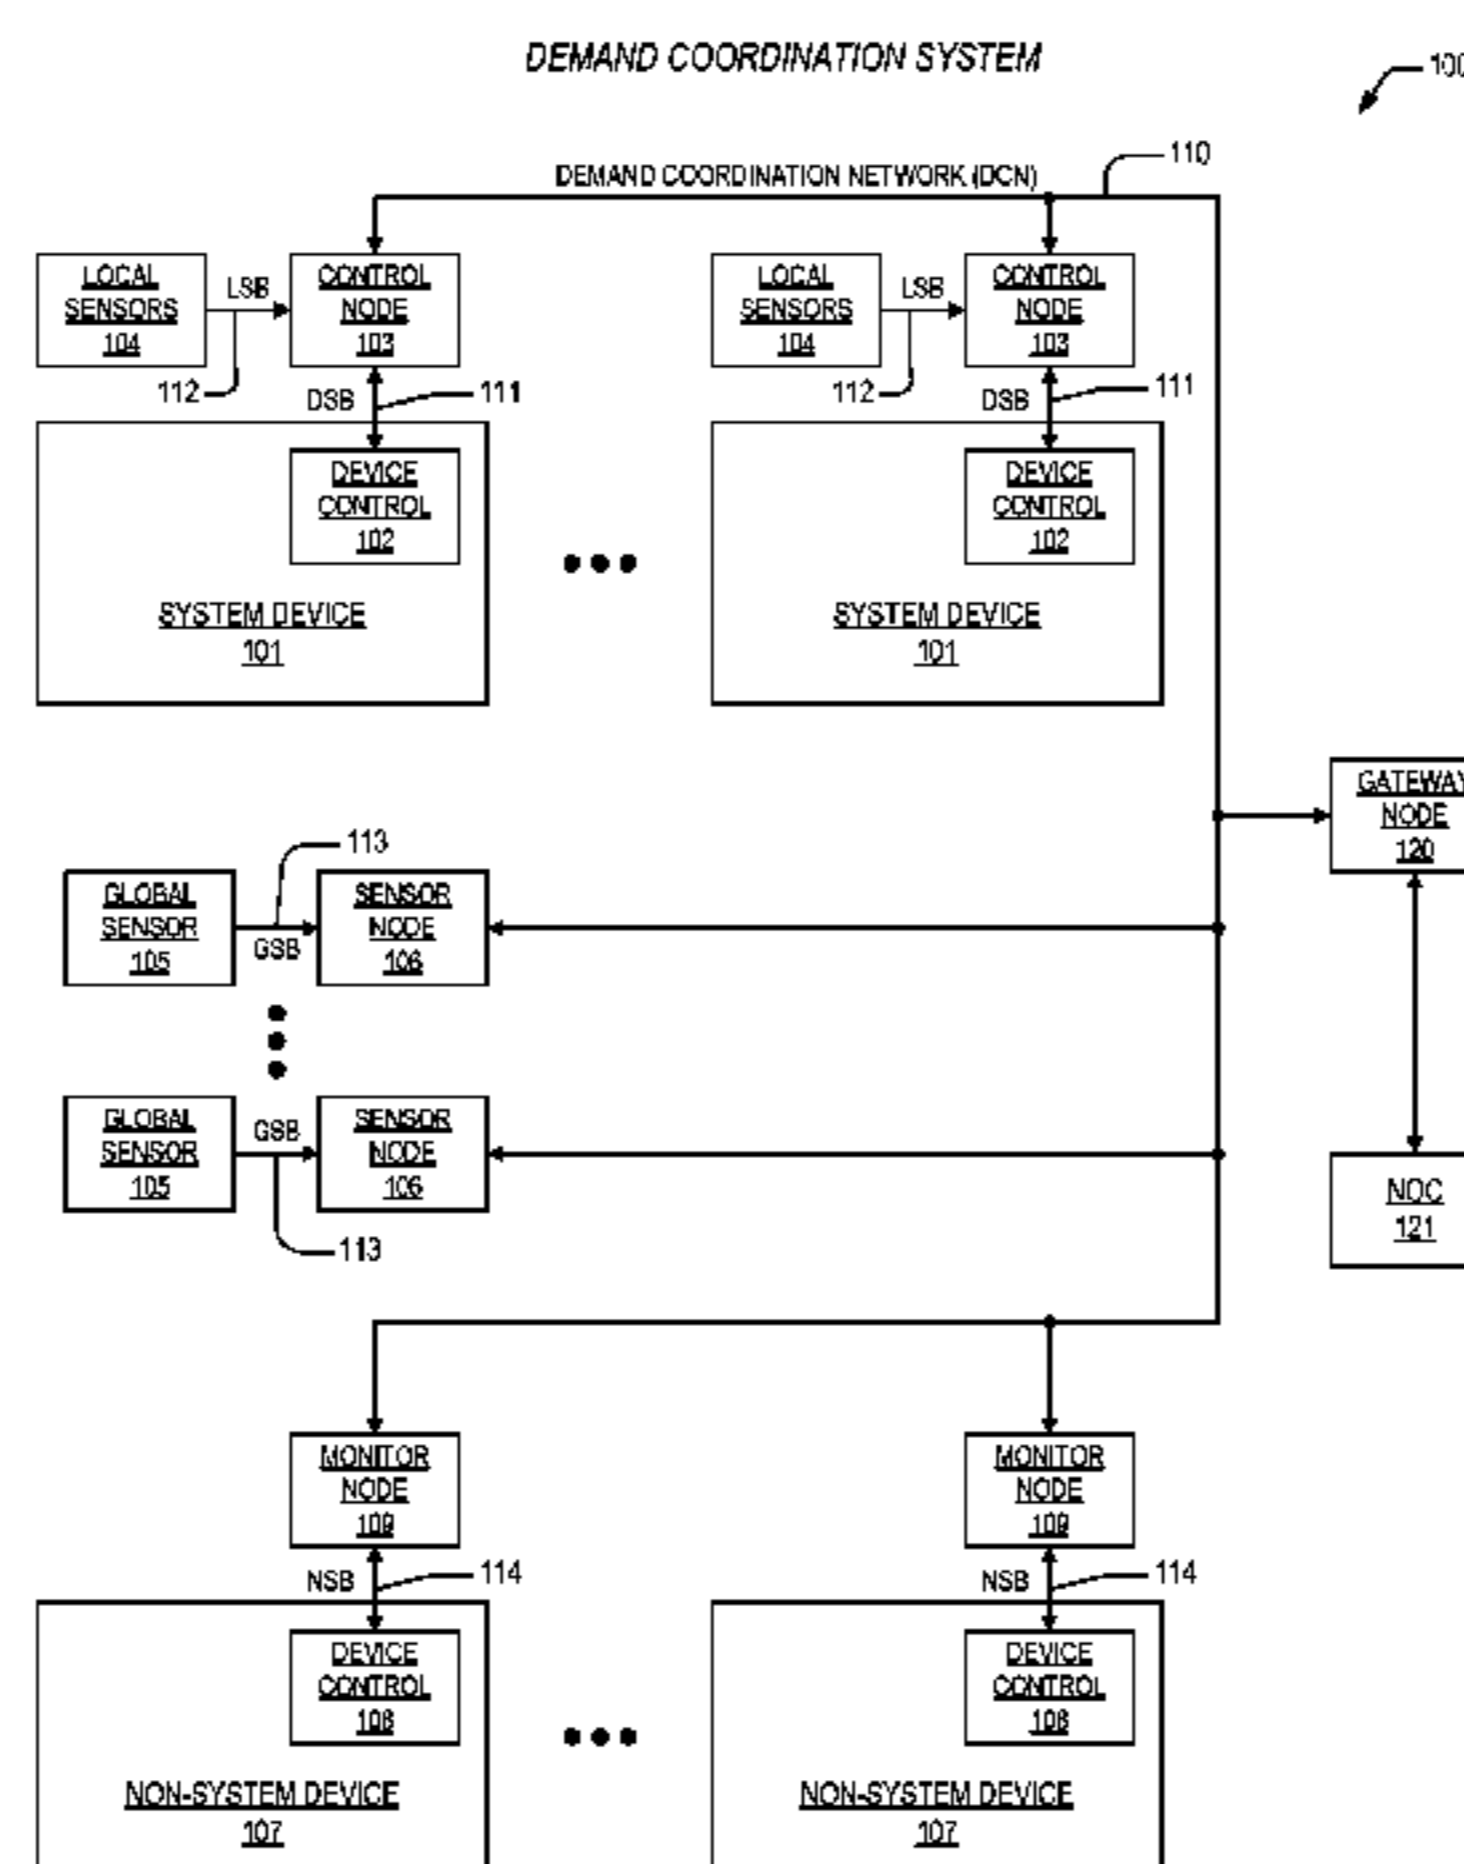 DEMAND COORDINATION SYSTEM
100
110
DEMAND COORDINATION NETWORK (DCN)
LOCAL
SENSORS
104
LSB
CONTROL
NODE
103
112
DSB
111
DEVICE
CONTROL
102
SYSTEM DEVICE
101
LOCAL
SENSORS
104
LSB
CONTROL
NODE
103
112
DSB
111
DEVICE
CONTROL
102
SYSTEM DEVICE
101
GATEWAY
NODE
120
113
GLOBAL
SENSOR
105
GSB
SENSOR
NODE
106
GLOBAL
SENSOR
105
GSB
SENSOR
NODE
106
113
NOC
121
MONITOR
NODE
109
NSB
114
DEVICE
CONTROL
108
NON-SYSTEM DEVICE
107
MONITOR
NODE
109
NSB
114
DEVICE
CONTROL
108
NON-SYSTEM DEVICE
107